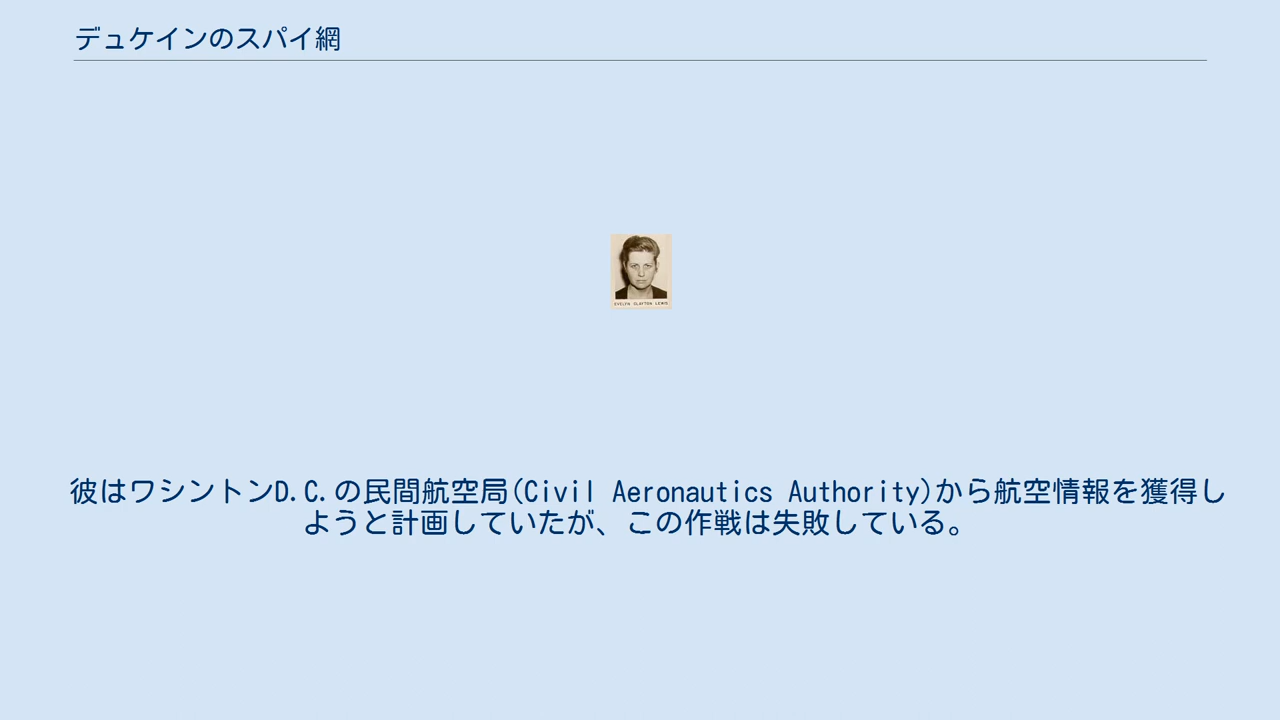 デュケインのスパイ網
EVELYN CLAYTON LEWIS
彼はワシントンD.C.の民間航空局(Civil Aeronautics Authority)から航空情報を獲得し
ようと計画していたが、この作戦は失敗している。